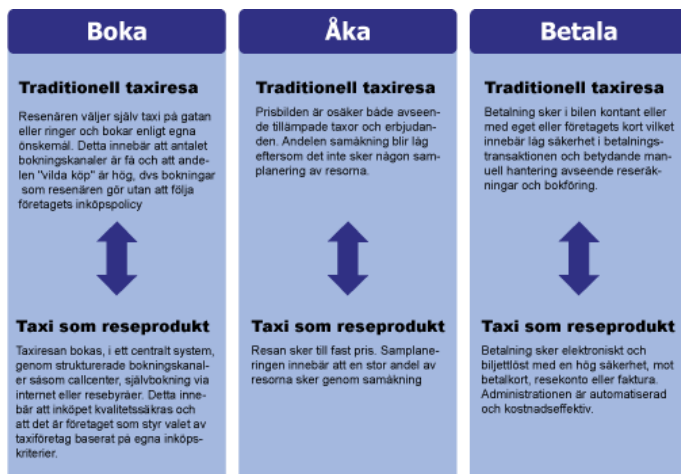 Boka
Traditionell taxiresa
Resenären väljer själv taxi på gatan
eller ringer och bokar enligt egna
önskemål. Detta innebär att antalet
bokningskanaler är få och att ande-
len "vilda köp" är hög, dvs bokningar
som resenären gör utan att följa
företagets inköpspolicy
Taxi som reseprodukt
Taxiresan bokas, i ett centralt system,
genom strukturerade bokningskanal-
er såsom callcenter, självbokning via
internet eller resebyråer. Detta inne-
bär att inköpet kvalitetssäkras och
att det är företaget som styr valet av
taxiföretag baserat på egna inköps-
kriterier.
Åka
Traditionell taxiresa
Prisbilden är osäker både avseen-
de tillämpade taxor och erbjudan-
den. Andelen samåkning blir låg
eftersom det inte sker någon sam-
planering av resorna.
Taxi som reseprodukt
Resan sker till fast pris. Samplane-
ringen innebär att en stor andel av
resorna sker genom samåkning
Betala
Traditionell taxiresa
Betalning sker i bilen kontant eller
med eget eller företagets kort vilket
innebär låg säkerhet i betalnings-
transaktionen och betydande man-
uell hantering avseende reseräk-
ningar och bokföring.
Taxi som reseprodukt
Betalning sker elektroniskt och
biljettlöst med en hög säkerhet, mot
betalkort, resekonto eller faktura.
Administrationen är automatiserad
och kostnadseffektiv.